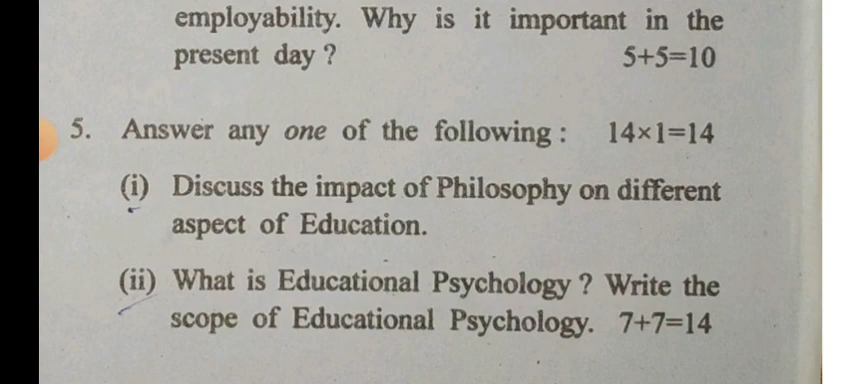 employability. Why is it important in the
present day ? 5+5=10
5. Answer any one of the following : 14×1=14
(i) Discuss the impact of Philosophy on different
aspect of Education.
(ii) What is Educational Psychology ? Write the
scope of Educational Psychology. 7+7=14